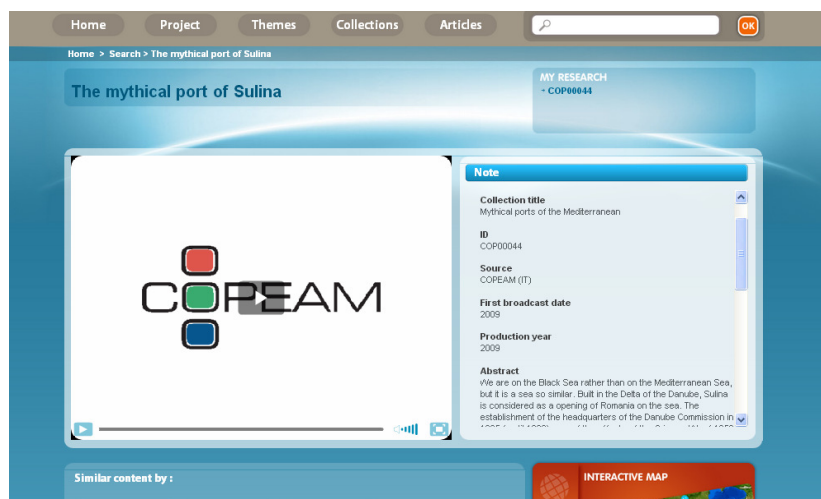 Home Project Themes Collections Articles OK
Home > Search > The mythical port of Sulina
The mythical port of Sulina
MY RESEARCH
COP00044
COPEAM
Note
Collection title
Mythical ports of the Mediterranean
ID
COP00044
Source
COPEAM (IT)
First broadcast date
2009
Production year
2009
Abstract
We are on the Black Sea rather than on the Mediterranean Sea,
but it is a sea so similar. Built in the Delta of the Danube, Sulina
is considered as a opening of Romania on the sea. The
establishment of the headquarters of the Danube Commission in
Similar content by :
INTERACTIVE MAP